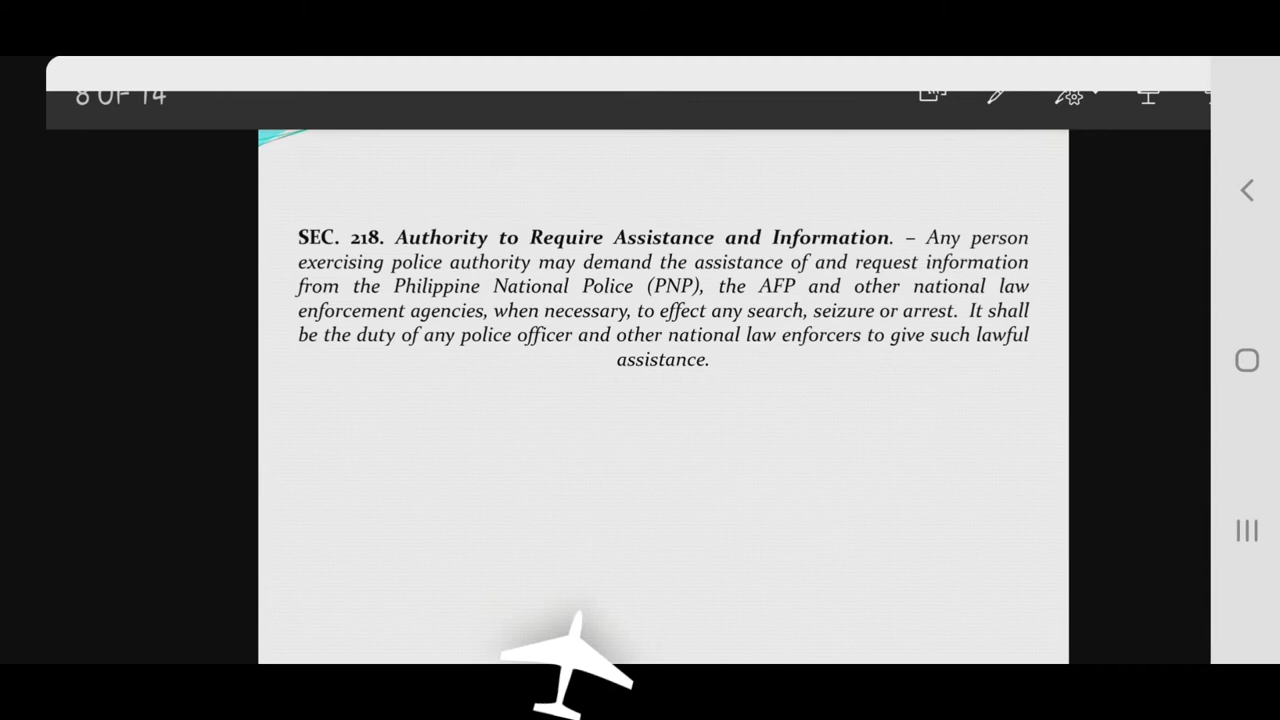 8 OF 14
SEC. 218. Authority to Require Assistance and Information. – Any person
exercising police authority may demand the assistance of and request information
from the Philippine National Police (PNP), the AFP and other national law
enforcement agencies, when necessary, to effect any search, seizure or arrest. It shall
be the duty of any police officer and other national law enforcers to give such lawful
assistance.